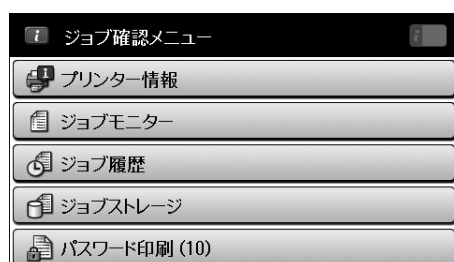 ジョブ確認メニュー
プリンター情報
ジョブモニター
ジョブ履歴
ジョブストレージ
パスワード印刷 (10)